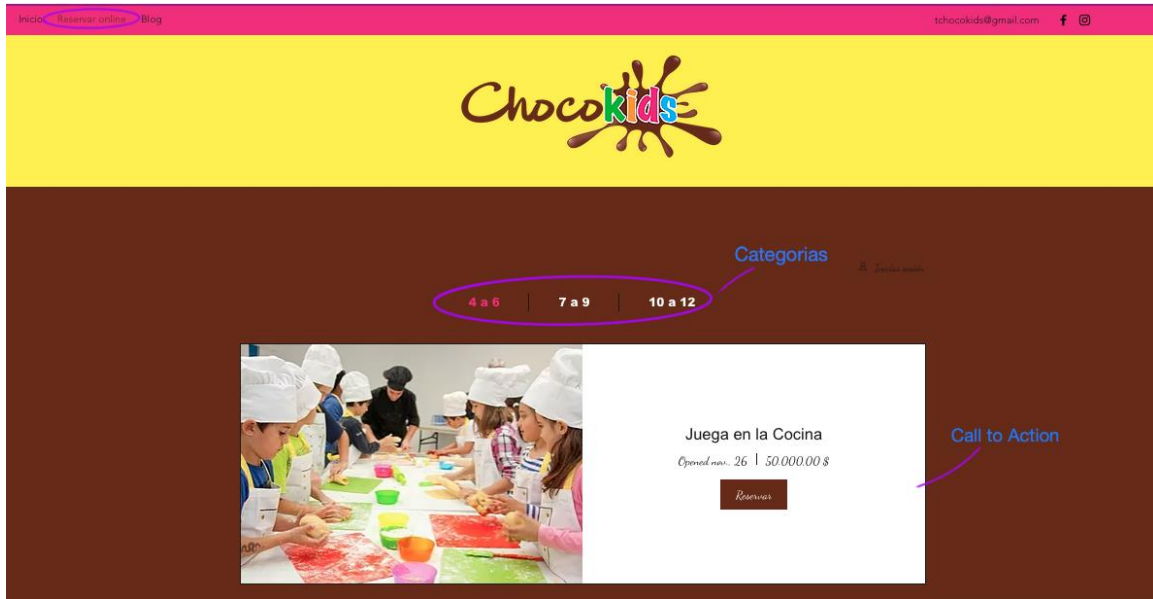 Inicio Reservar online Blog tchocokids@gmail.com
Chocokids
Categorias
4 a 6 7 a 9 10 a 12
Juega en la Cocina
Call to Action
Opened nov. 26 50.000.00 $
Reservar